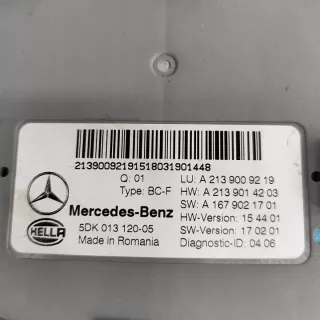 21390092191518031901448
Q: 01 LU: A 213 900 92 19
Type: BC-F HW: A 213 901 42 03
Mercedes-Benz SW: A 167 902 17 01
HELLA 5DK 013 120-05 HW-Version: 15 44 01
Made in Romania SW-Version: 17 02 01
Diagnostic-ID: 04 06